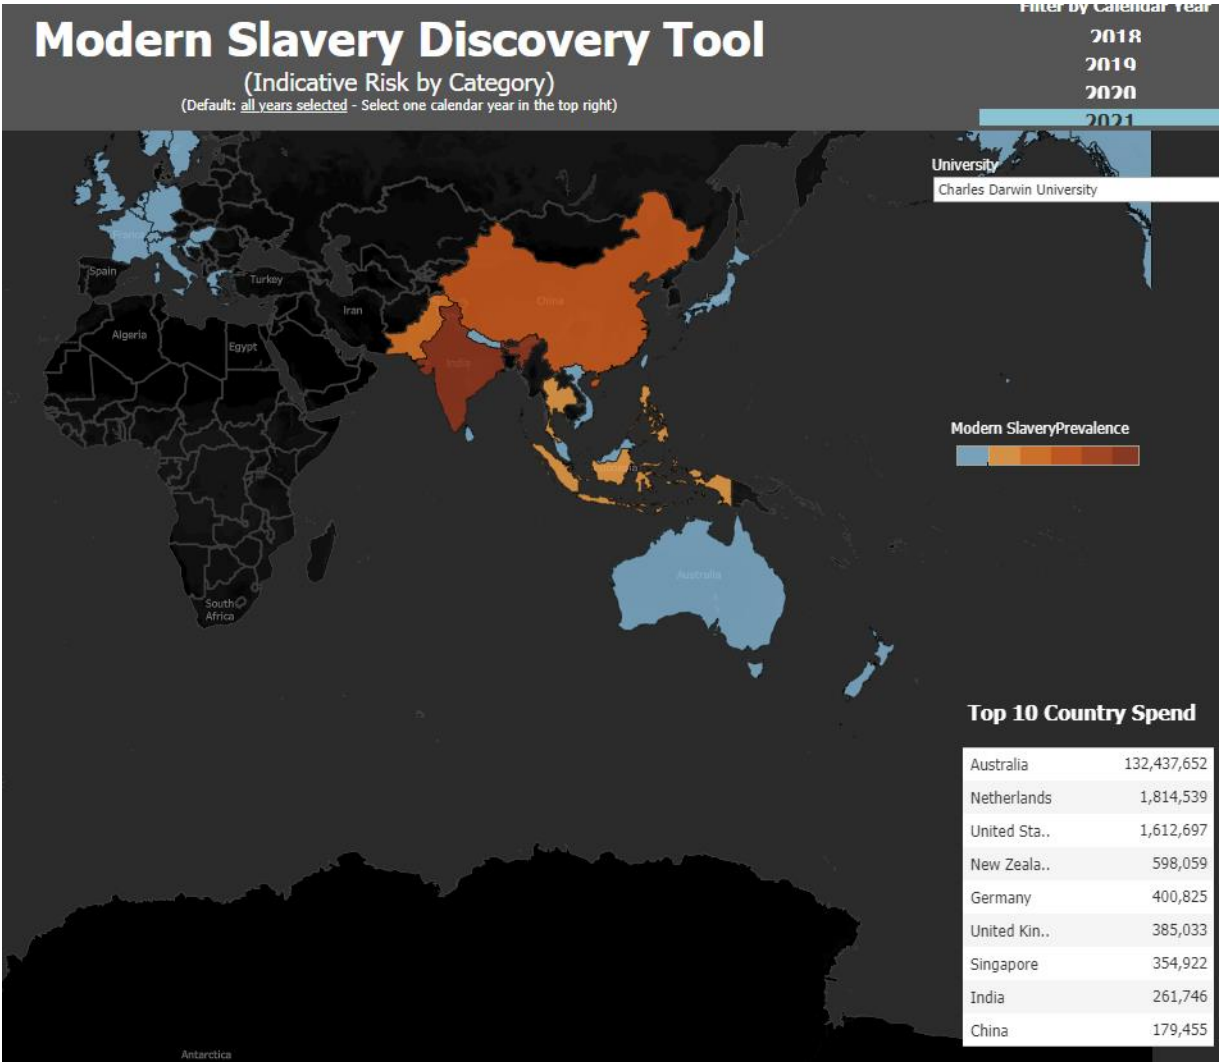 Modern Slavery Discovery Tool
(Indicative Risk by Category)
(Default: all years selected - Select one calendar year in the top right)
Filter by Calendar Year
2018
2019
2020
2021
University
Charles Darwin University
France
Spain
Turkey
Iran
China
Algeria
Egypt
India
Indonesia
South
Africa
Australia
Antarctica
Modern SlaveryPrevalence
Top 10 Country Spend
Australia 132,437,652
Netherlands 1,814,539
United Sta.. 1,612,697
New Zeala.. 598,059
Germany 400,825
United Kin.. 385,033
Singapore 354,922
India 261,746
China 179,455